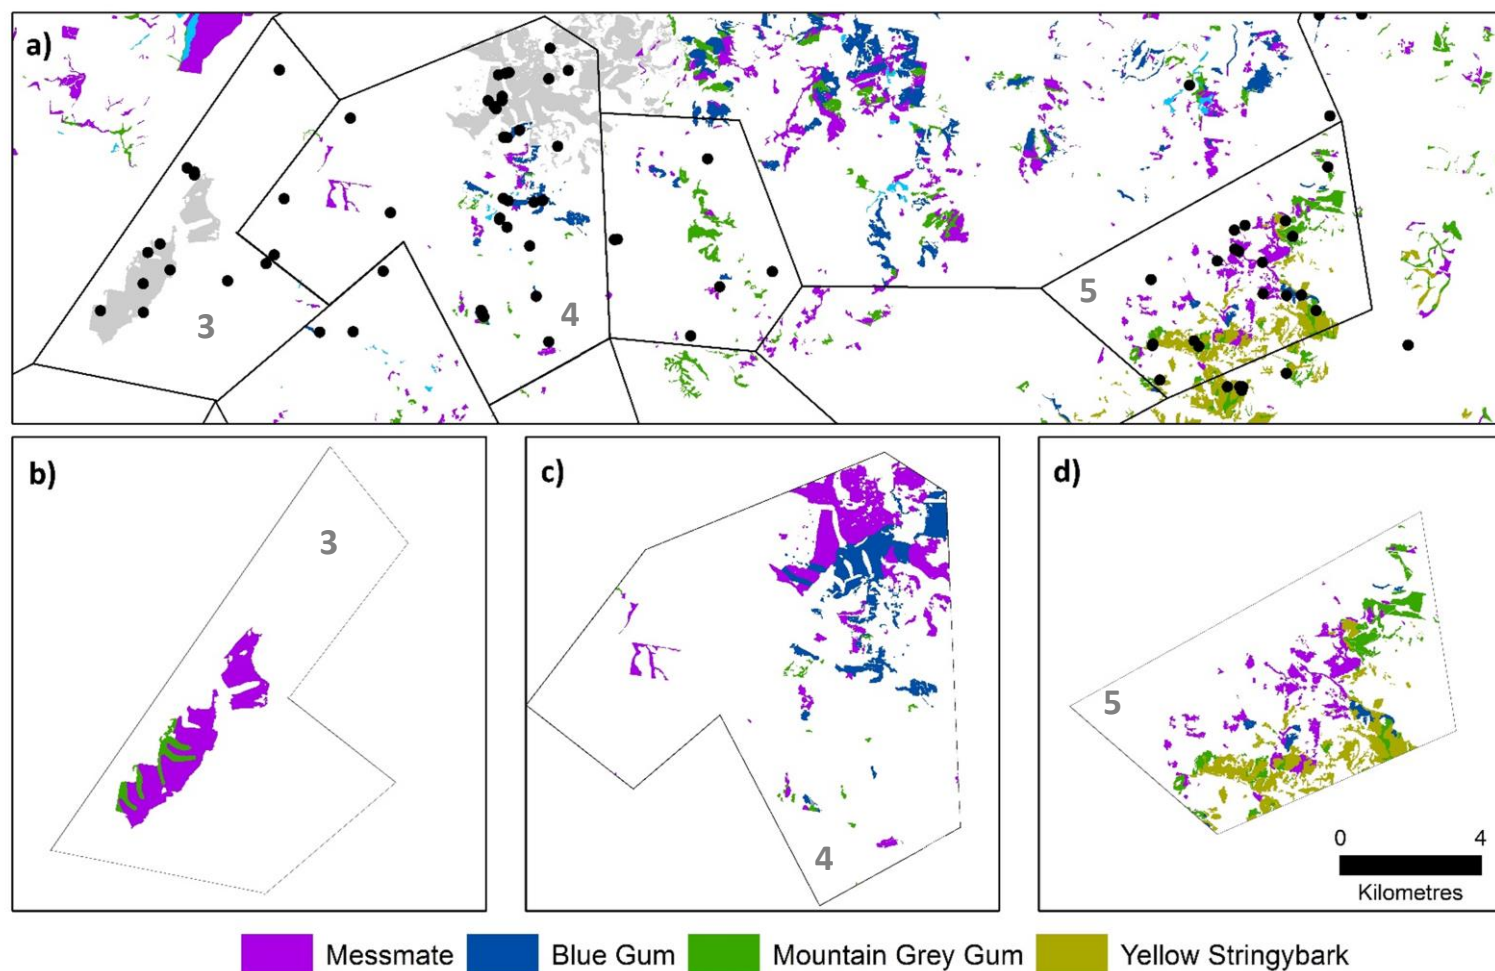 a)
3
4
5
b)
3
c)
4
d)
5
0 4
Kilometres
Messmate Blue Gum Mountain Grey Gum Yellow Stringybark